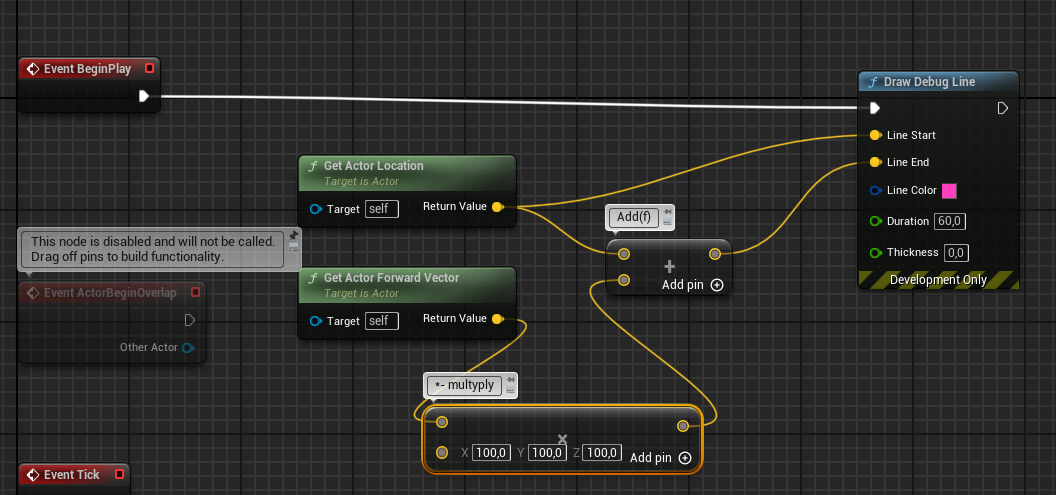 Event BeginPlay
f Draw Debug Line
Line Start
Line End
Line Color
Duration 60,0
Thickness 0,0
Development Only
f Get Actor Location
Target is Actor
Target self
Return Value
Add(f)
+
Add pin
This node is disabled and will not be called.
Drag off pins to build functionality.
Event ActorBeginOverlap
Other Actor
f Get Actor Forward Vector
Target is Actor
Target self
Return Value
*- multyply
×
X 100,0 Y 100,0 Z 100,0 Add pin
Event Tick